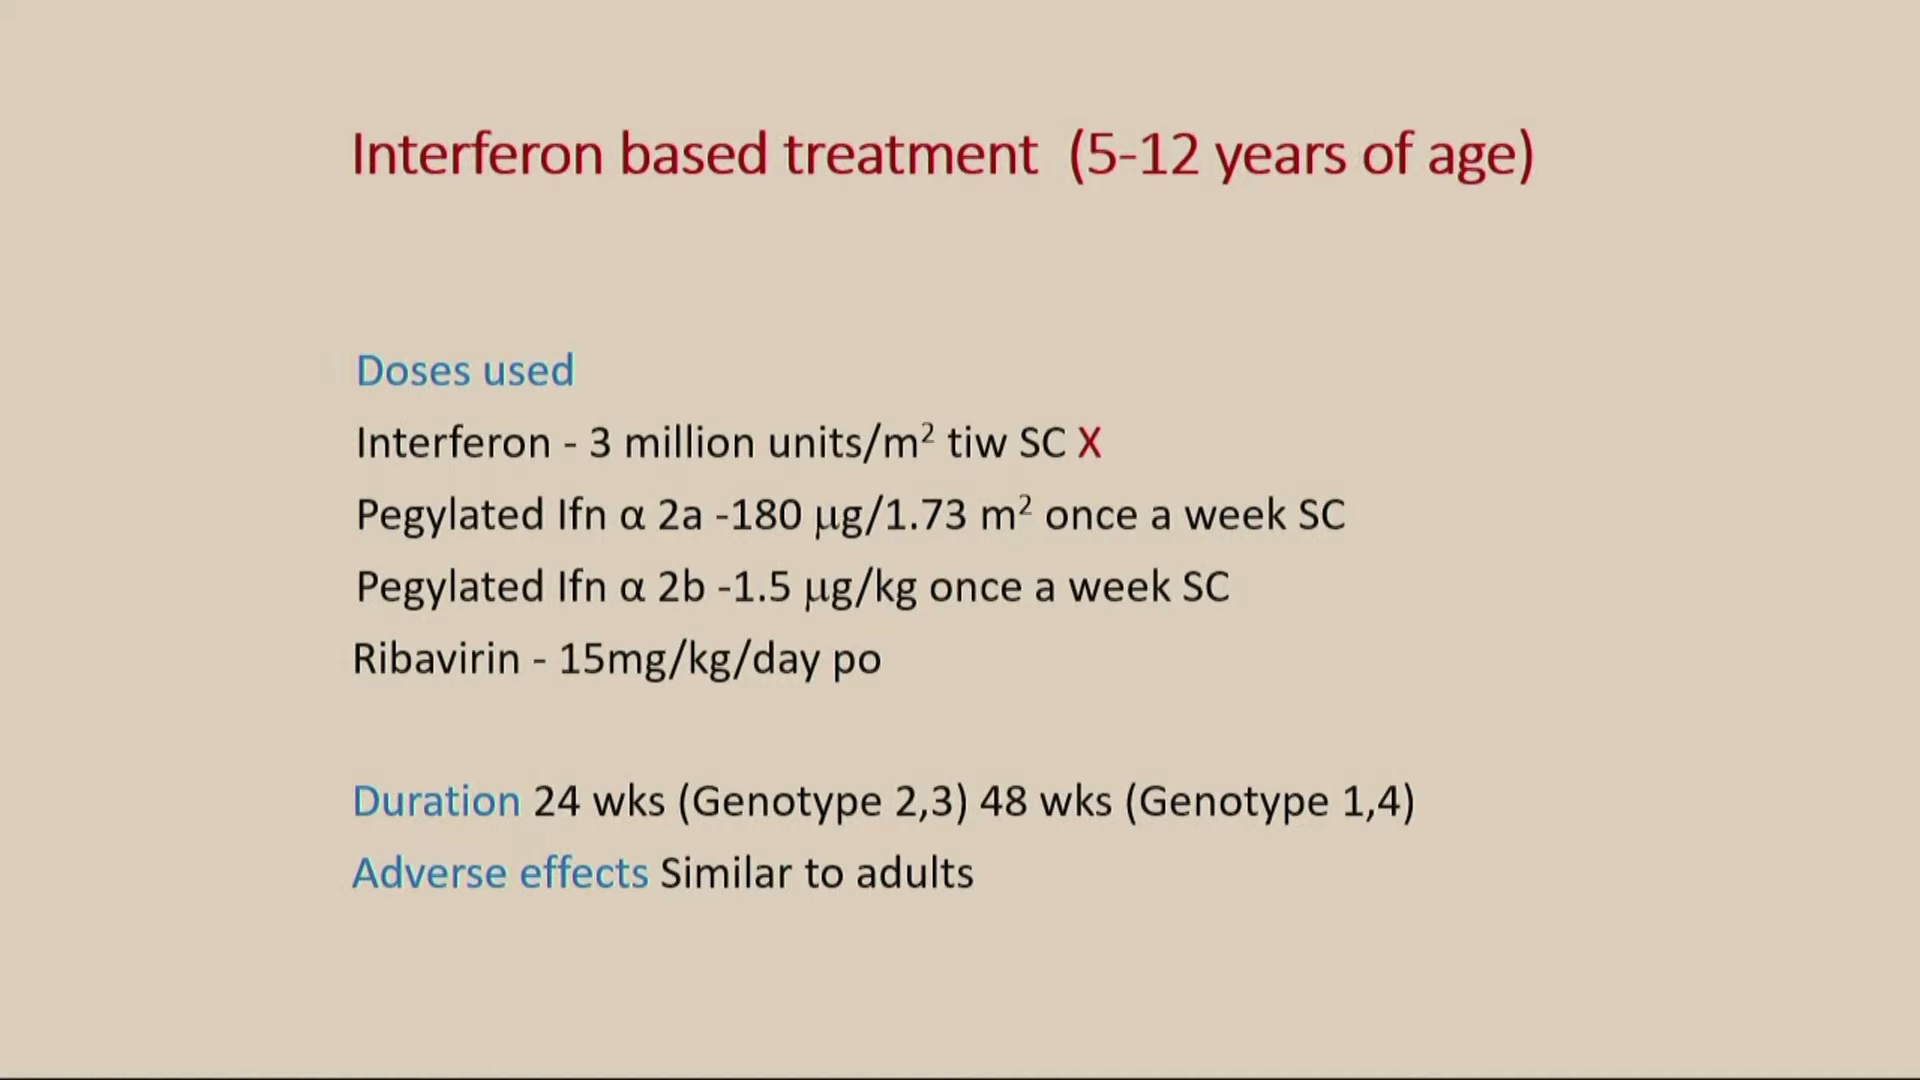 Interferon based treatment (5-12 years of age)
Doses used
Interferon - 3 million units/m² tiw SC X
Pegylated Ifn α 2a -180 µg/1.73 m² once a week SC
Pegylated Ifn α 2b -1.5 µg/kg once a week SC
Ribavirin - 15mg/kg/day po
Duration 24 wks (Genotype 2,3) 48 wks (Genotype 1,4)
Adverse effects Similar to adults